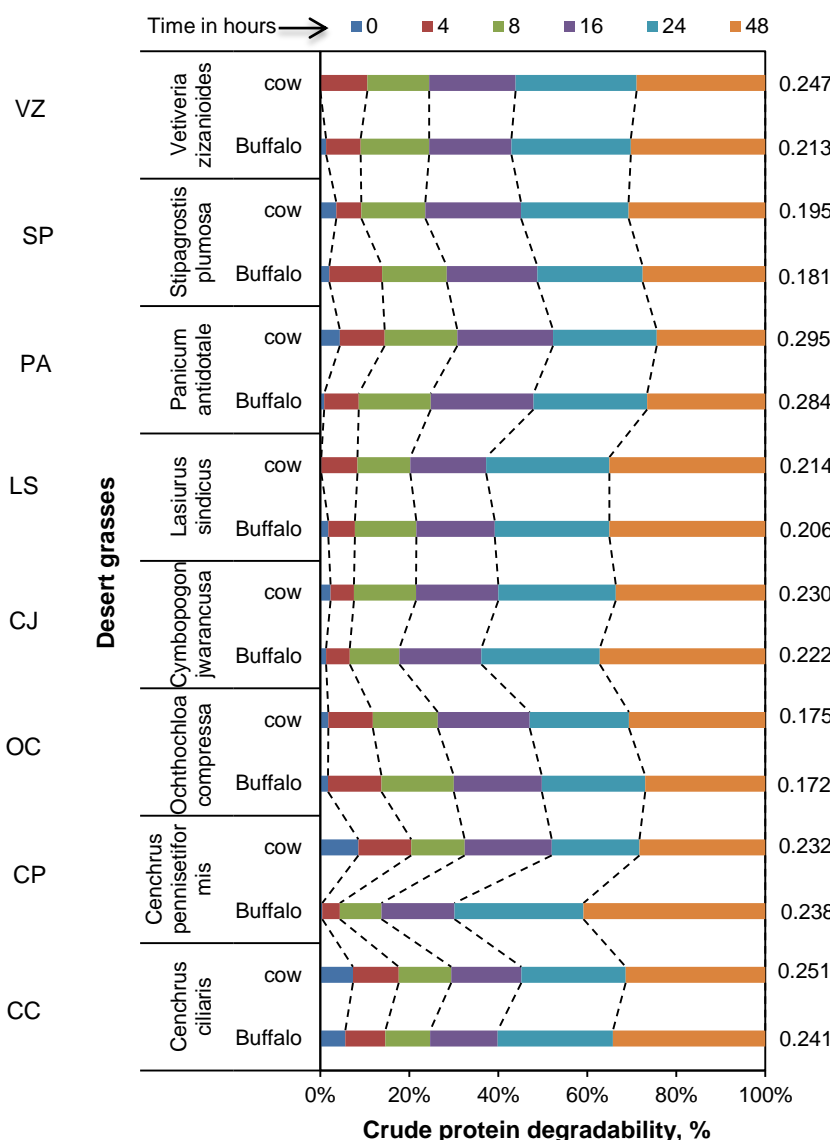 Time in hours 0 4 8 16 24 48
VZ
Vetiveria
zizanioides
cow 0.247
Buffalo 0.213
SP
Stipagrostis
plumosa
cow 0.195
Buffalo 0.181
PA
Panicum
antidotale
cow 0.295
Buffalo 0.284
LS
Lasiurus
sindicus
cow 0.214
Buffalo 0.206
CJ
Cymbopogon
jwarancusa
cow 0.230
Buffalo 0.222
OC
Ochthochloa
compressa
cow 0.175
Buffalo 0.172
CP
Cenchrus
pennisetifor
mis
cow 0.232
Buffalo 0.238
CC
Cenchrus
ciliaris
cow 0.251
Buffalo 0.241
Desert grasses
0% 20% 40% 60% 80% 100%
Crude protein degradability, %